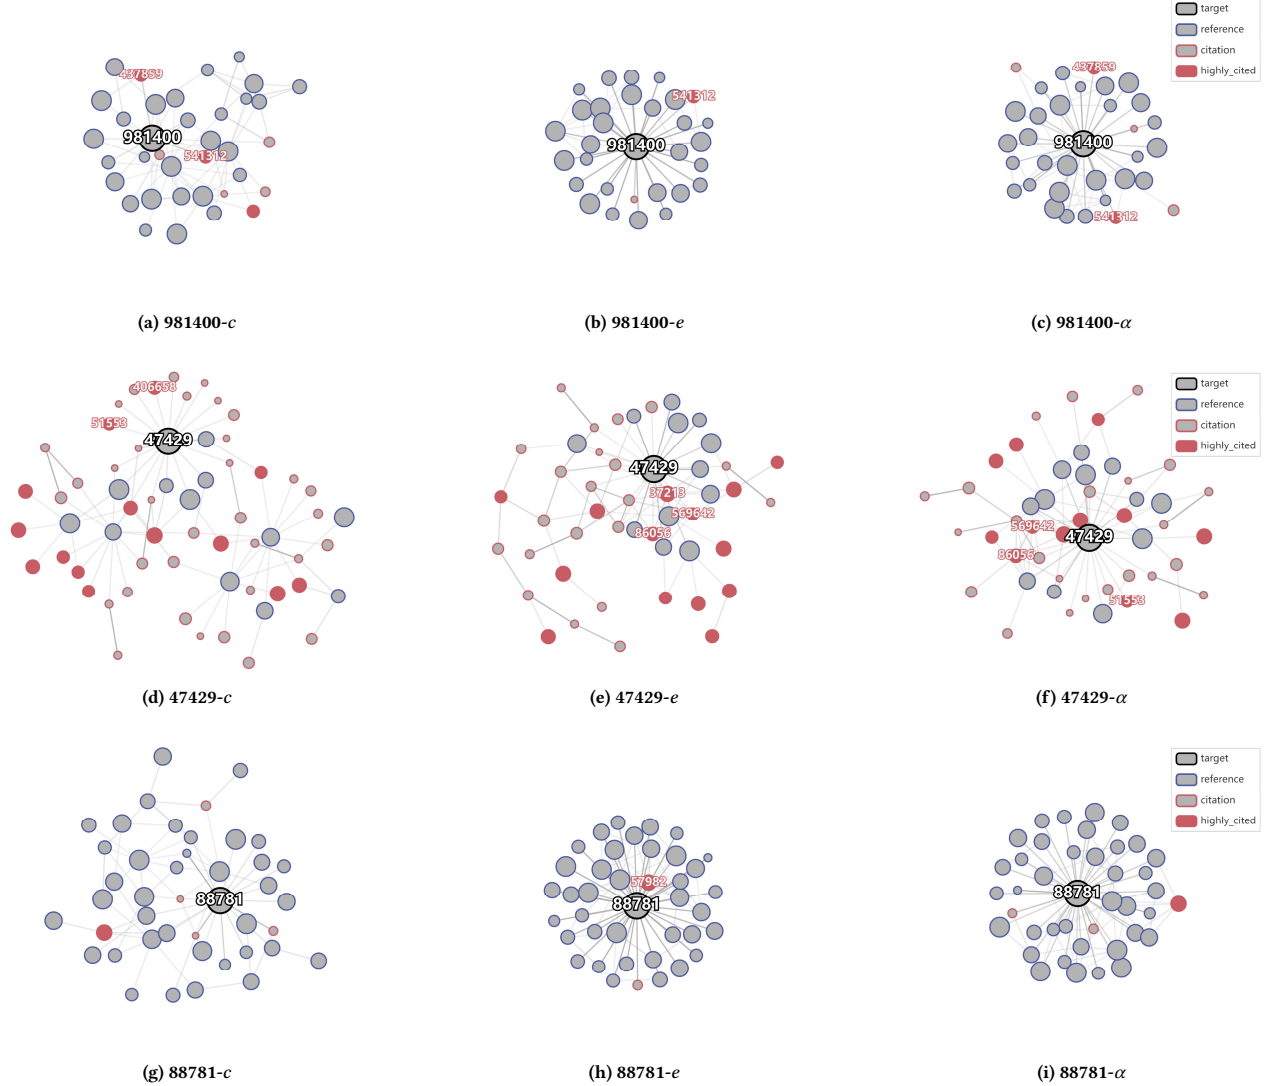 target
reference
citation
highly_cited
437859
981400
541312
541312
981400
437859
981400
541312
(a) 981400-c
(b) 981400-e
(c) 981400-α
target
reference
citation
highly_cited
406658
51553
47429
47429
37213
569642
86056
569642
47429
86056
51553
(d) 47429-c
(e) 47429-e
(f) 47429-α
target
reference
citation
highly_cited
88781
57982
88781
88781
(g) 88781-c
(h) 88781-e
(i) 88781-α